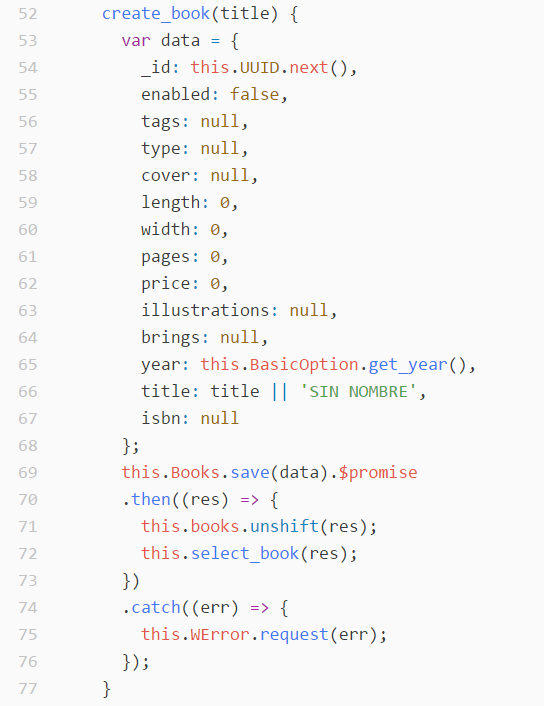 52 create_book(title) {
53 var data = {
54 _id: this.UUID.next(),
55 enabled: false,
56 tags: null,
57 type: null,
58 cover: null,
59 length: 0,
60 width: 0,
61 pages: 0,
62 price: 0,
63 illustrations: null,
64 brings: null,
65 year: this.BasicOption.get_year(),
66 title: title || 'SIN NOMBRE',
67 isbn: null
68 };
69 this.Books.save(data).$promise
70 .then((res) => {
71 this.books.unshift(res);
72 this.select_book(res);
73 })
74 .catch((err) => {
75 this.WError.request(err);
76 });
77 }